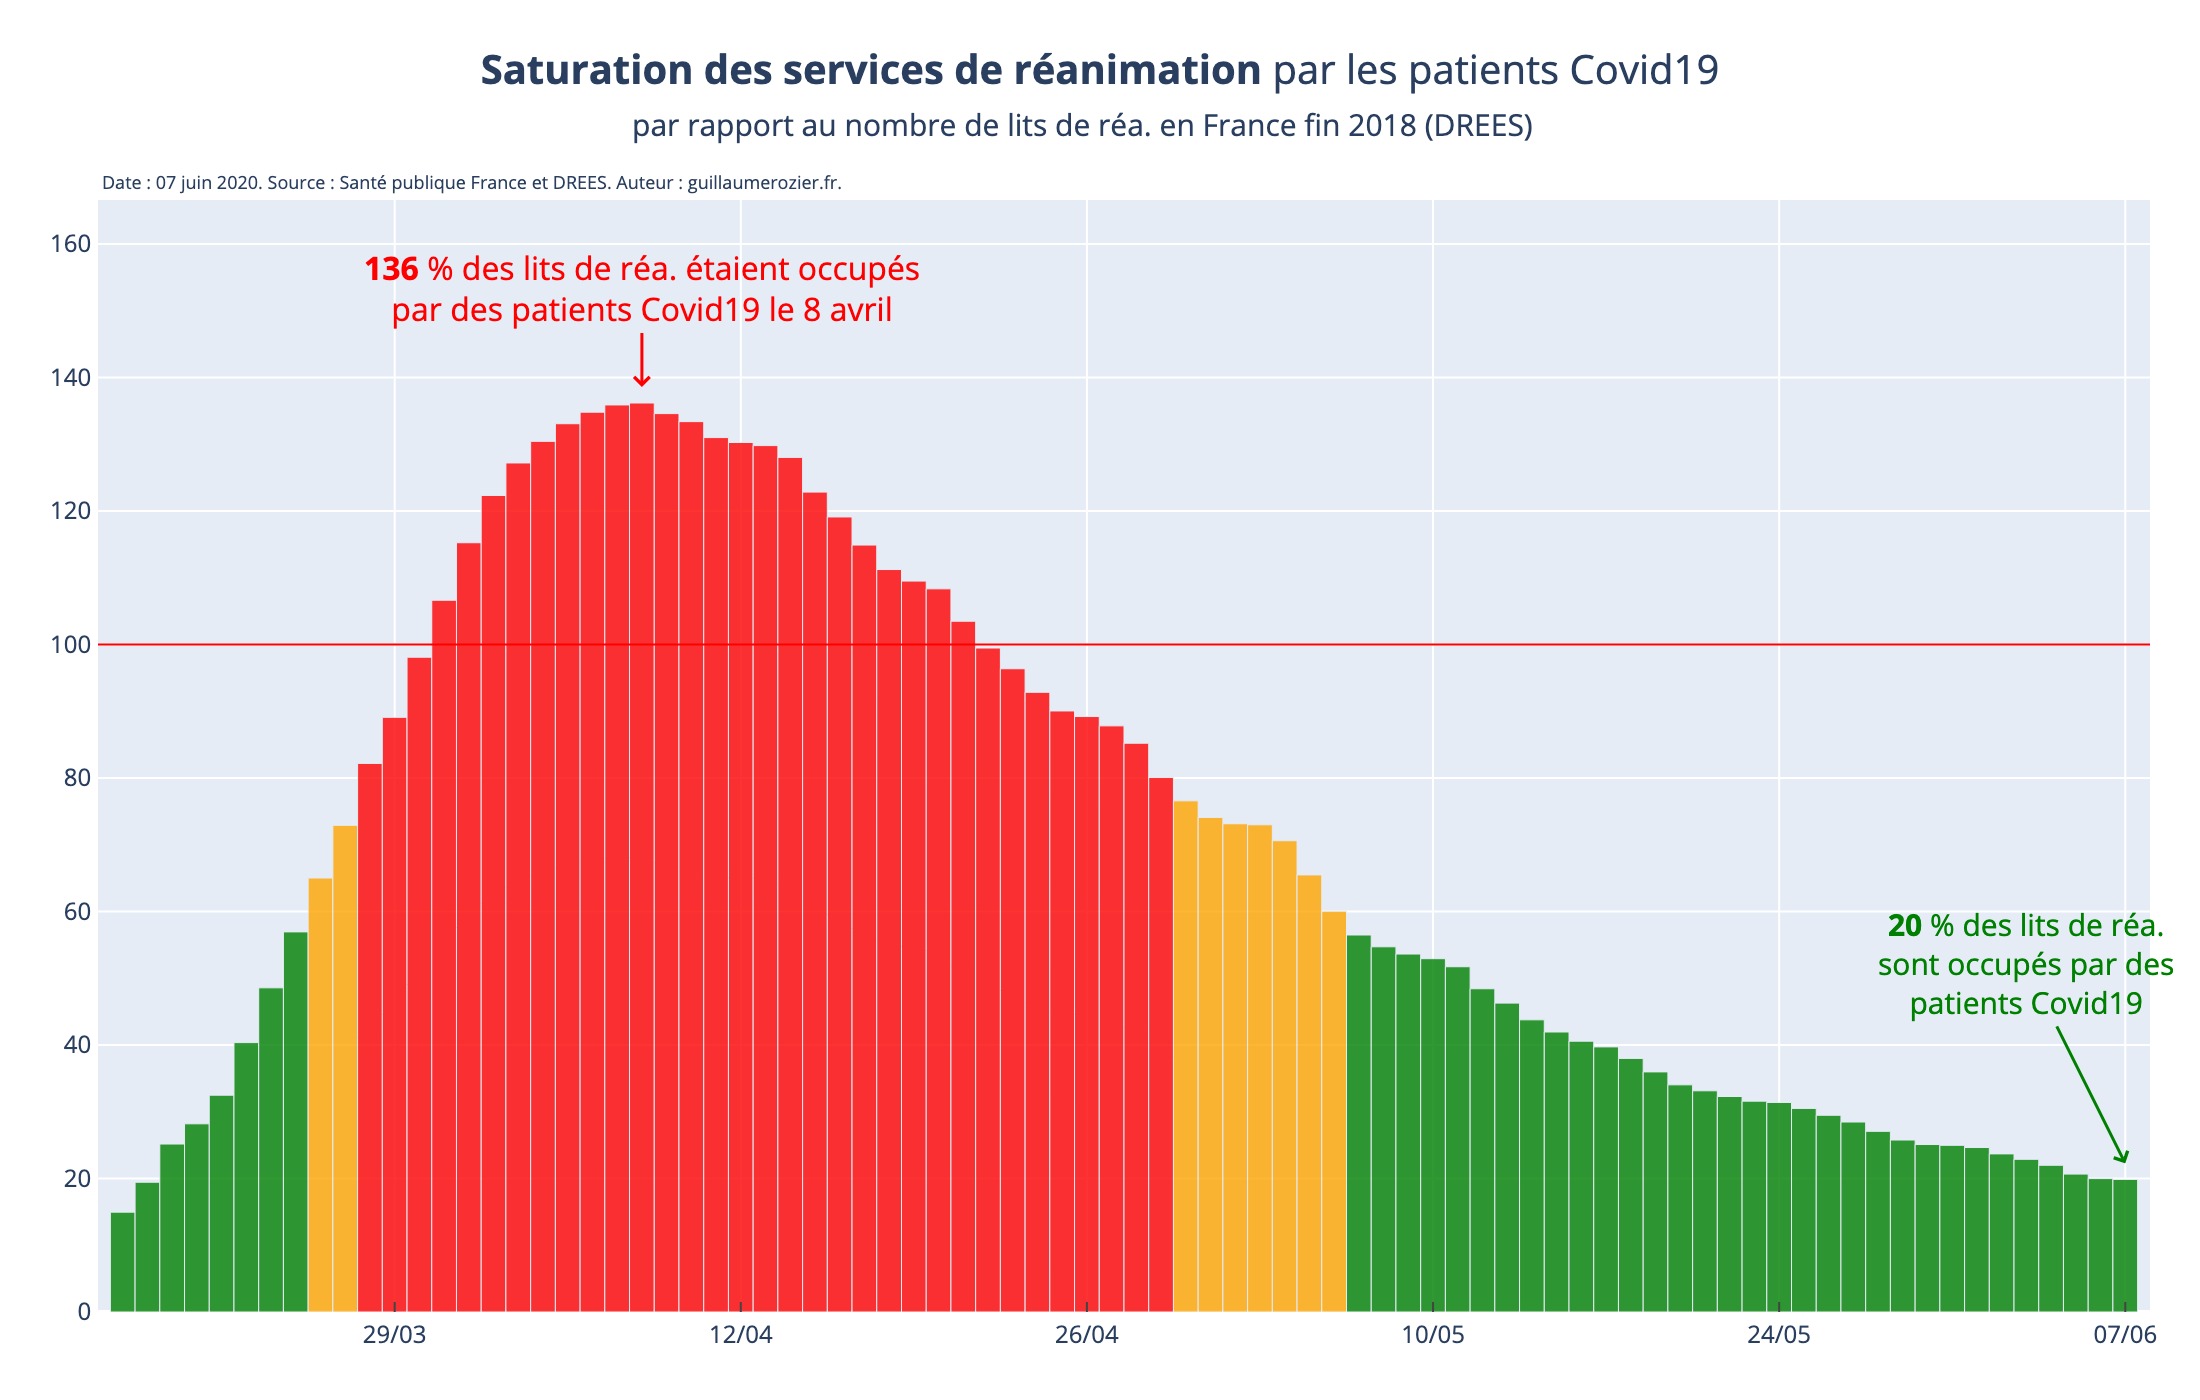 Saturation des services de réanimation par les patients Covid19
par rapport au nombre de lits de réa. en France fin 2018 (DREES)
Date : 07 juin 2020. Source : Santé publique France et DREES. Auteur : guillaumerozier.fr.
160
136 % des lits de réa. étaient occupés
par des patients Covid19 le 8 avril
140
120
100
80
60
20 % des lits de réa.
sont occupés par des
patients Covid19
40
20
0
29/03
12/04
26/04
10/05
24/05
07/06